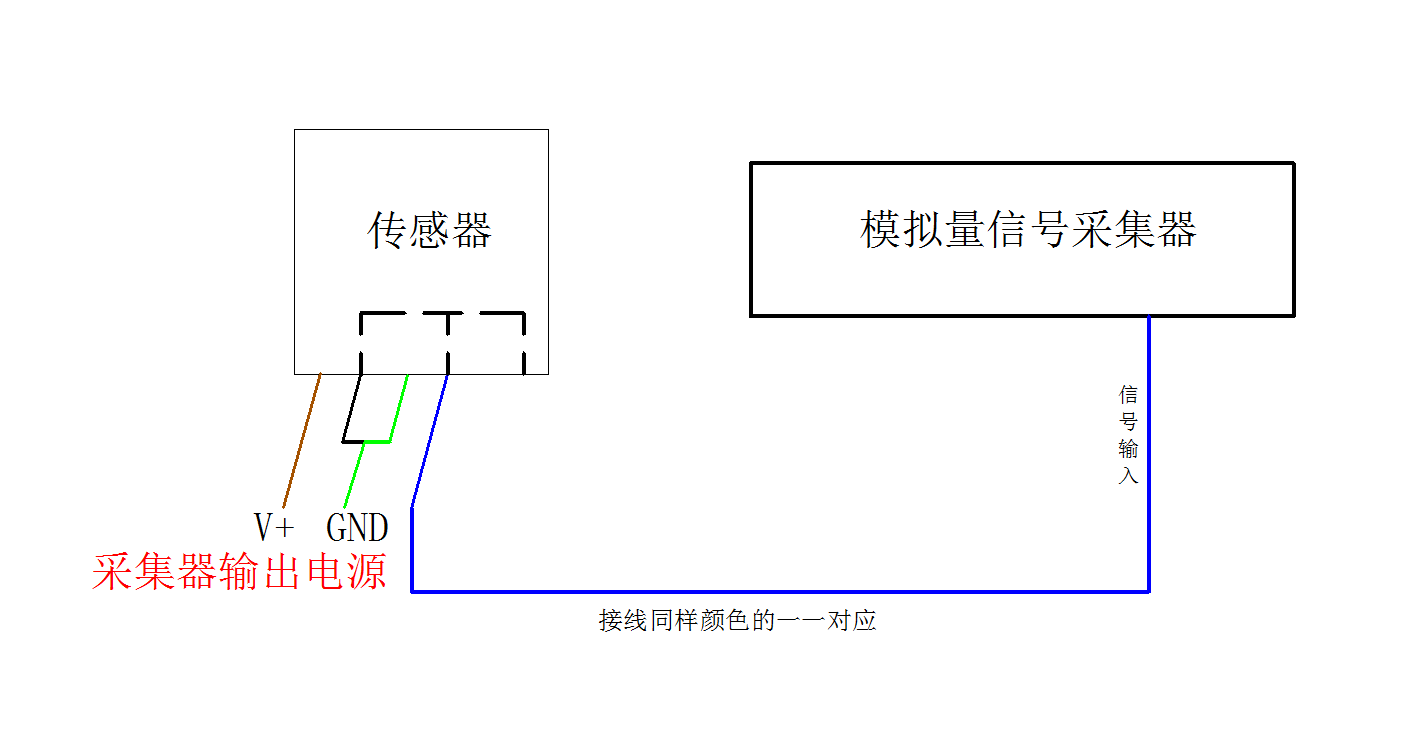 传感器
模拟量信号采集器
信号输入
V+ GND
采集器输出电源
接线同样颜色的一一对应